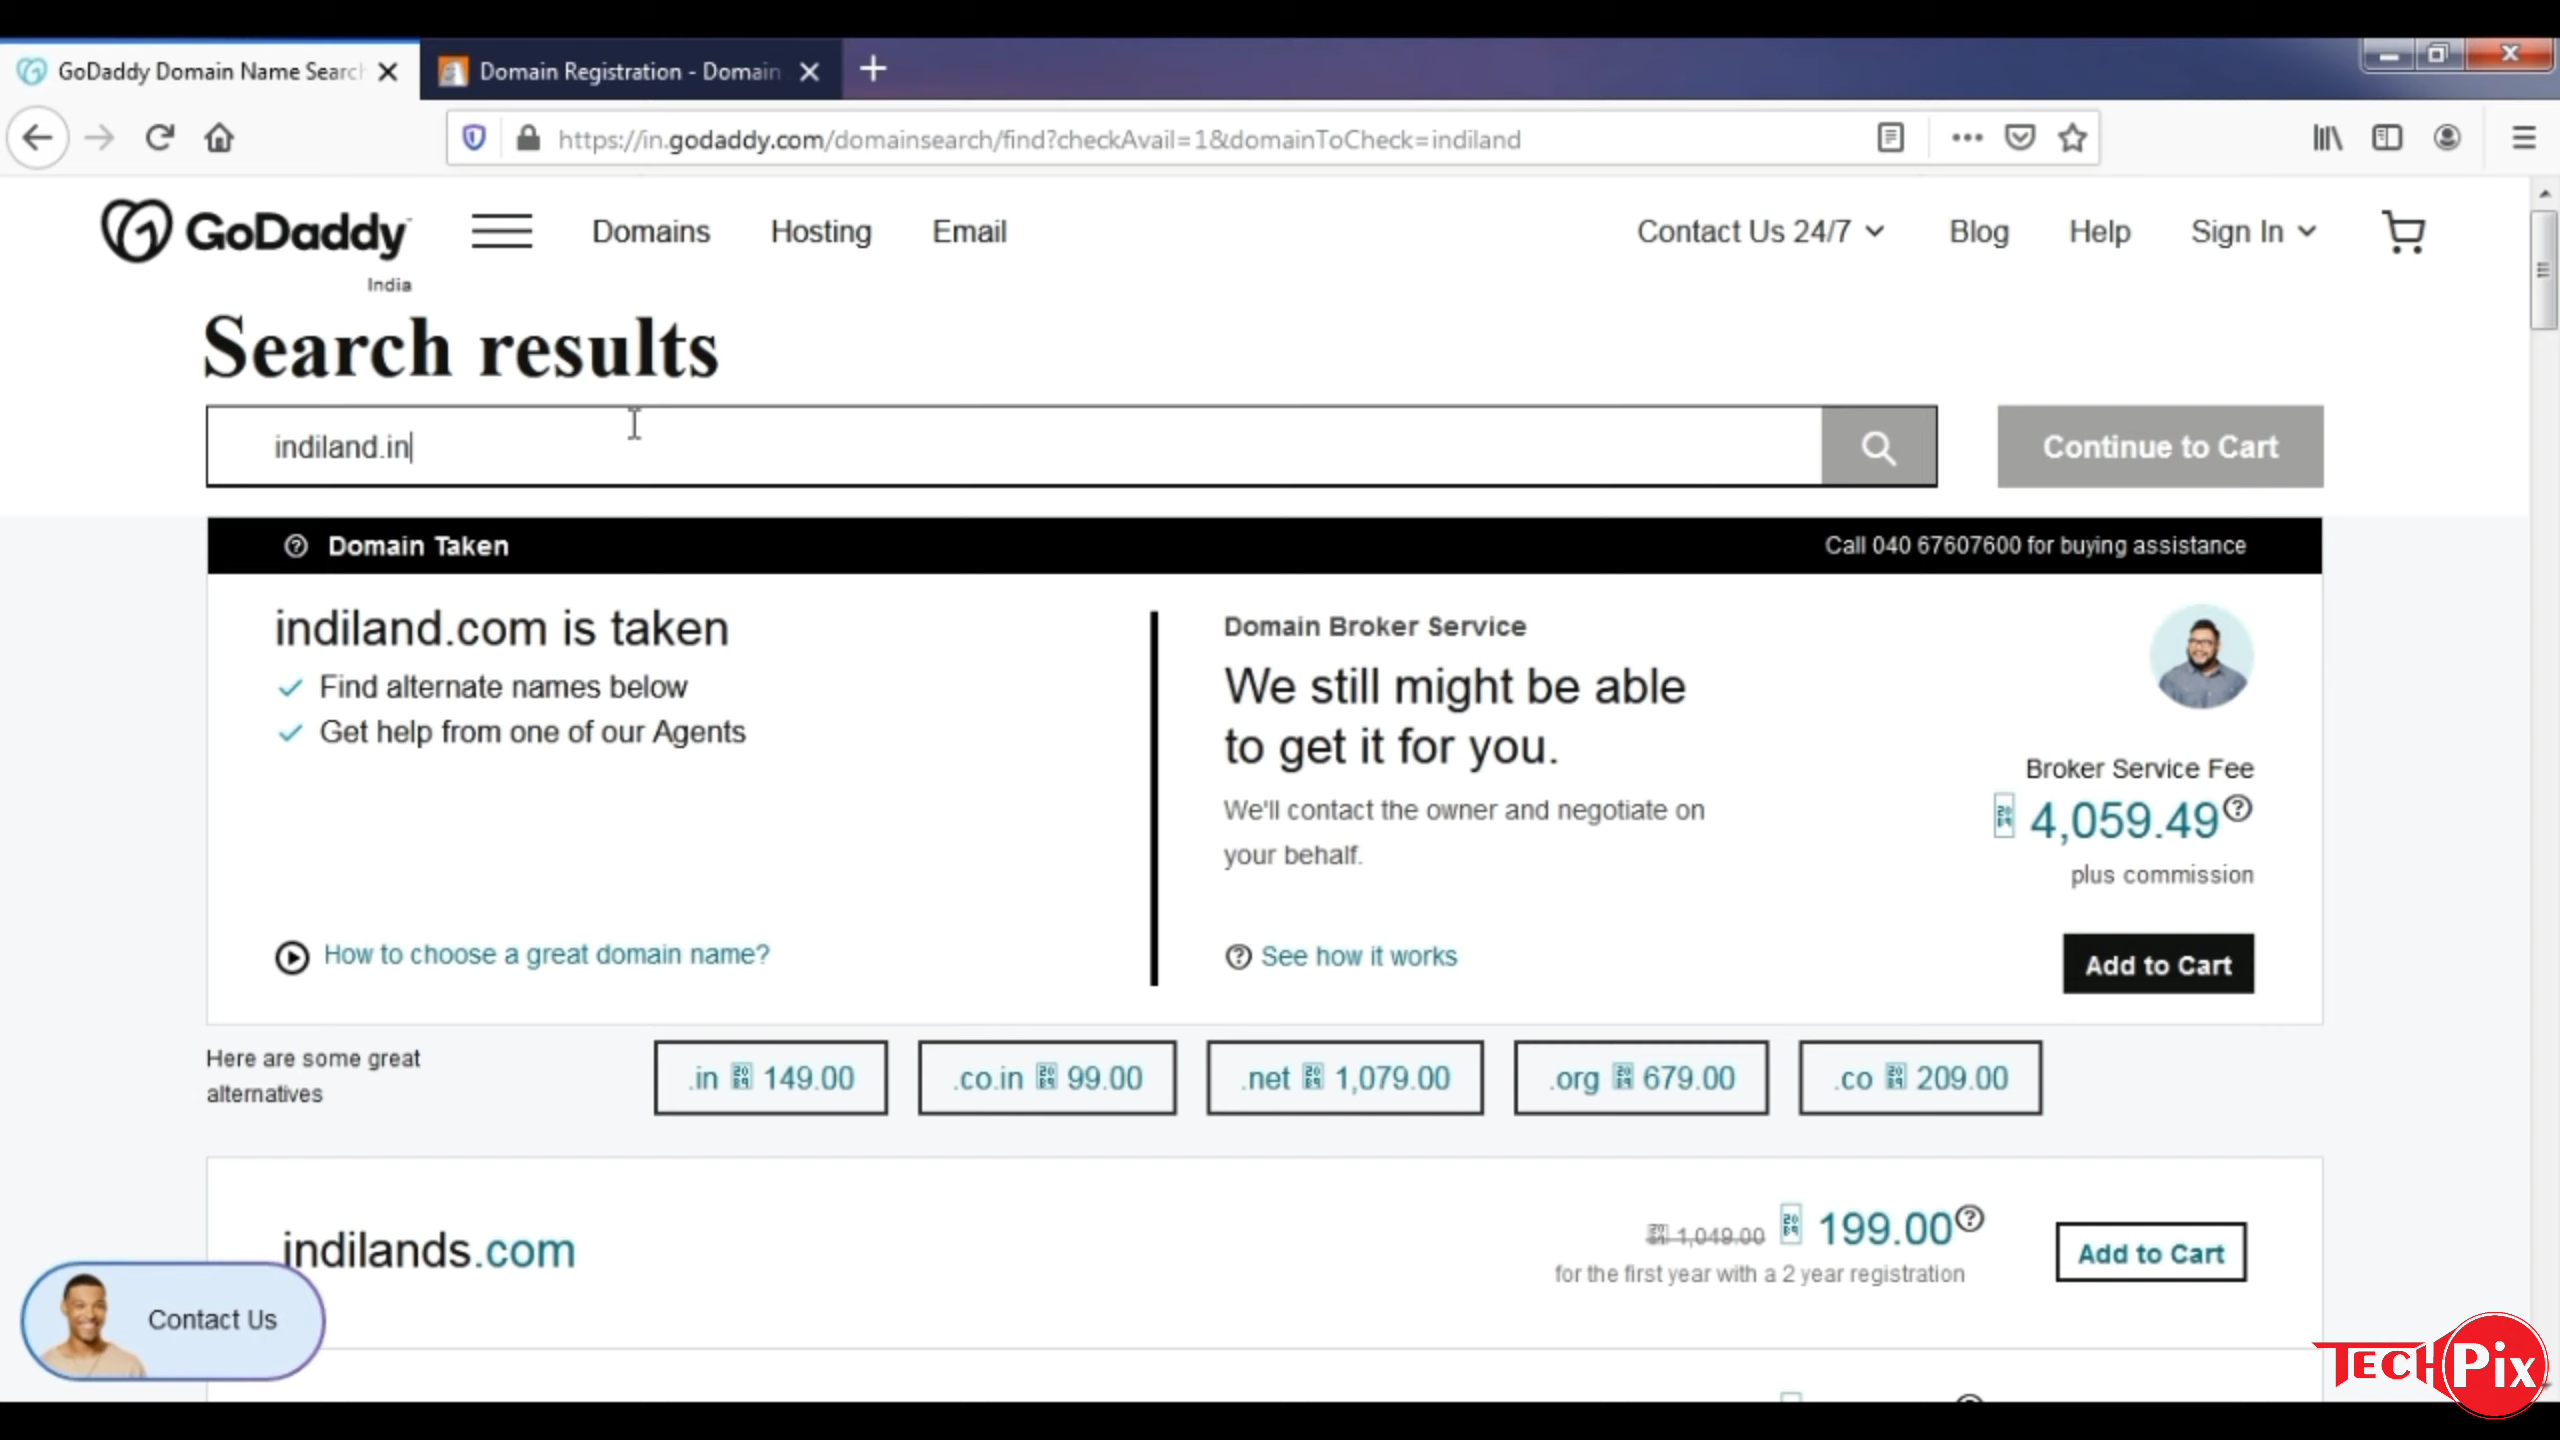 GoDaddy Domain Name Search
Domain Registration - Domain
https://in.godaddy.com/domainsearch/find?checkAvail=1&domainToCheck=indiland
GoDaddy
India
Domains
Hosting
Email
Contact Us 24/7
Blog
Help
Sign In
Search results
indiland.in
Continue to Cart
Domain Taken
Call 040 67607600 for buying assistance
indiland.com is taken
Find alternate names below
Get help from one of our Agents
How to choose a great domain name?
Domain Broker Service
We still might be able
to get it for you.
We'll contact the owner and negotiate on
your behalf.
See how it works
Broker Service Fee
4,059.49
plus commission
Add to Cart
Here are some great
alternatives
.in 149.00
.co.in 99.00
.net 1,079.00
.org 679.00
.co 209.00
indilands.com
1,049.00 199.00
for the first year with a 2 year registration
Add to Cart
Contact Us
TECHPix